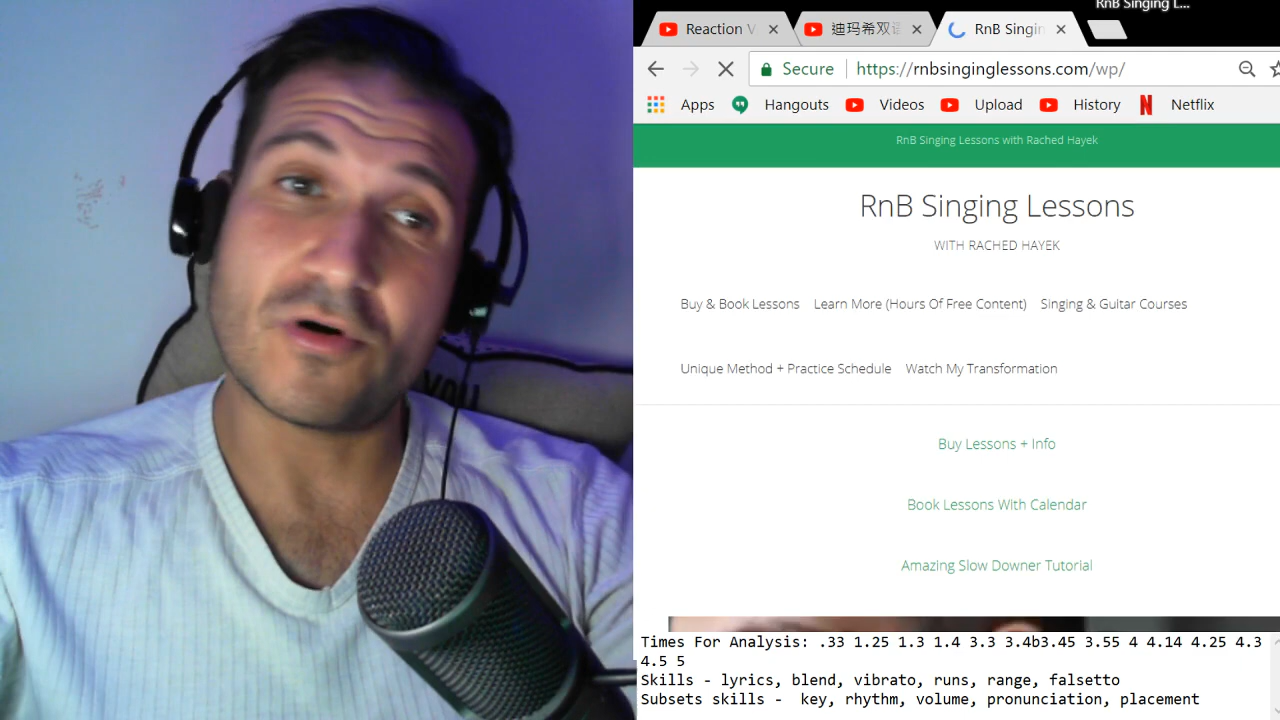 RnB Singing L...
Reaction V
迪玛希双语
RnB Singin
Secure https://rnbsinginglessons.com/wp/
Apps Hangouts Videos Upload History Netflix
RnB Singing Lessons with Rached Hayek
RnB Singing Lessons
WITH RACHED HAYEK
Buy & Book Lessons Learn More (Hours Of Free Content) Singing & Guitar Courses
Unique Method + Practice Schedule Watch My Transformation
Buy Lessons + Info
Book Lessons With Calendar
Amazing Slow Downer Tutorial
YOU
Times For Analysis: .33 1.25 1.3 1.4 3.3 3.4b3.45 3.55 4 4.14 4.25 4.3
4.5 5
Skills - lyrics, blend, vibrato, runs, range, falsetto
Subsets skills - key, rhythm, volume, pronunciation, placement